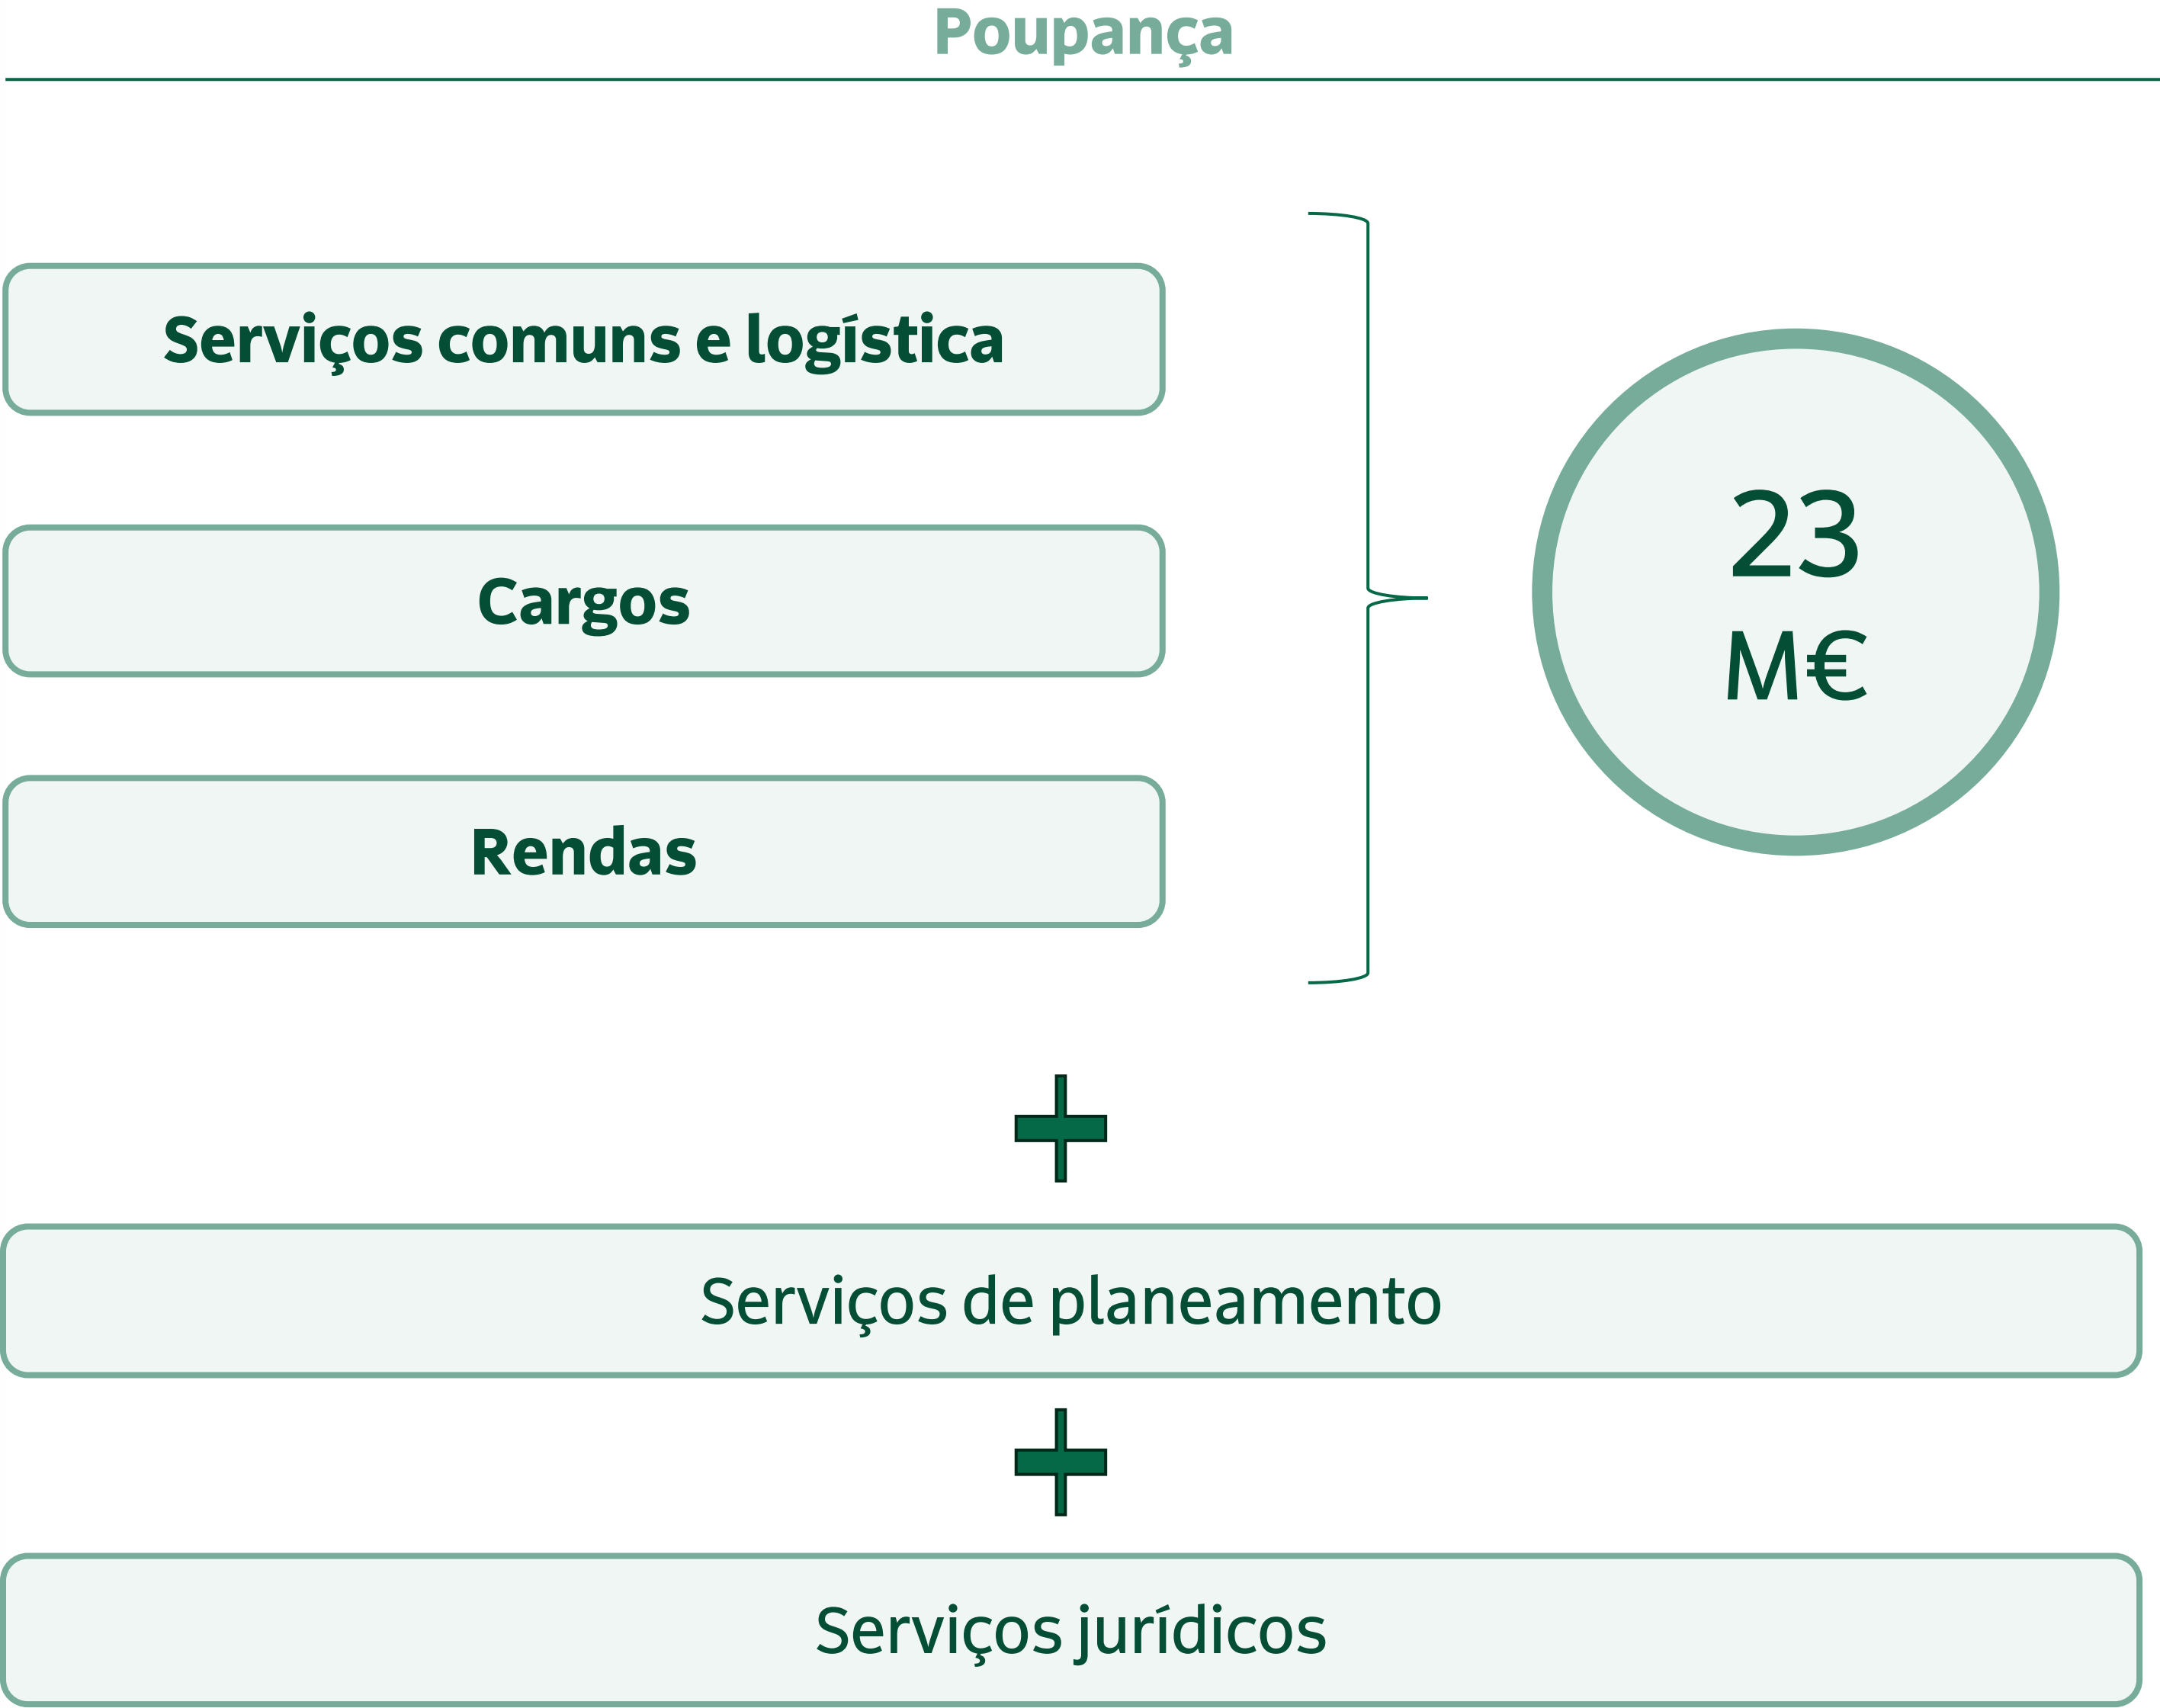 Poupança
Serviços comuns e logística
Cargos
Rendas
23
M€
Serviços de planeamento
Serviços jurídicos